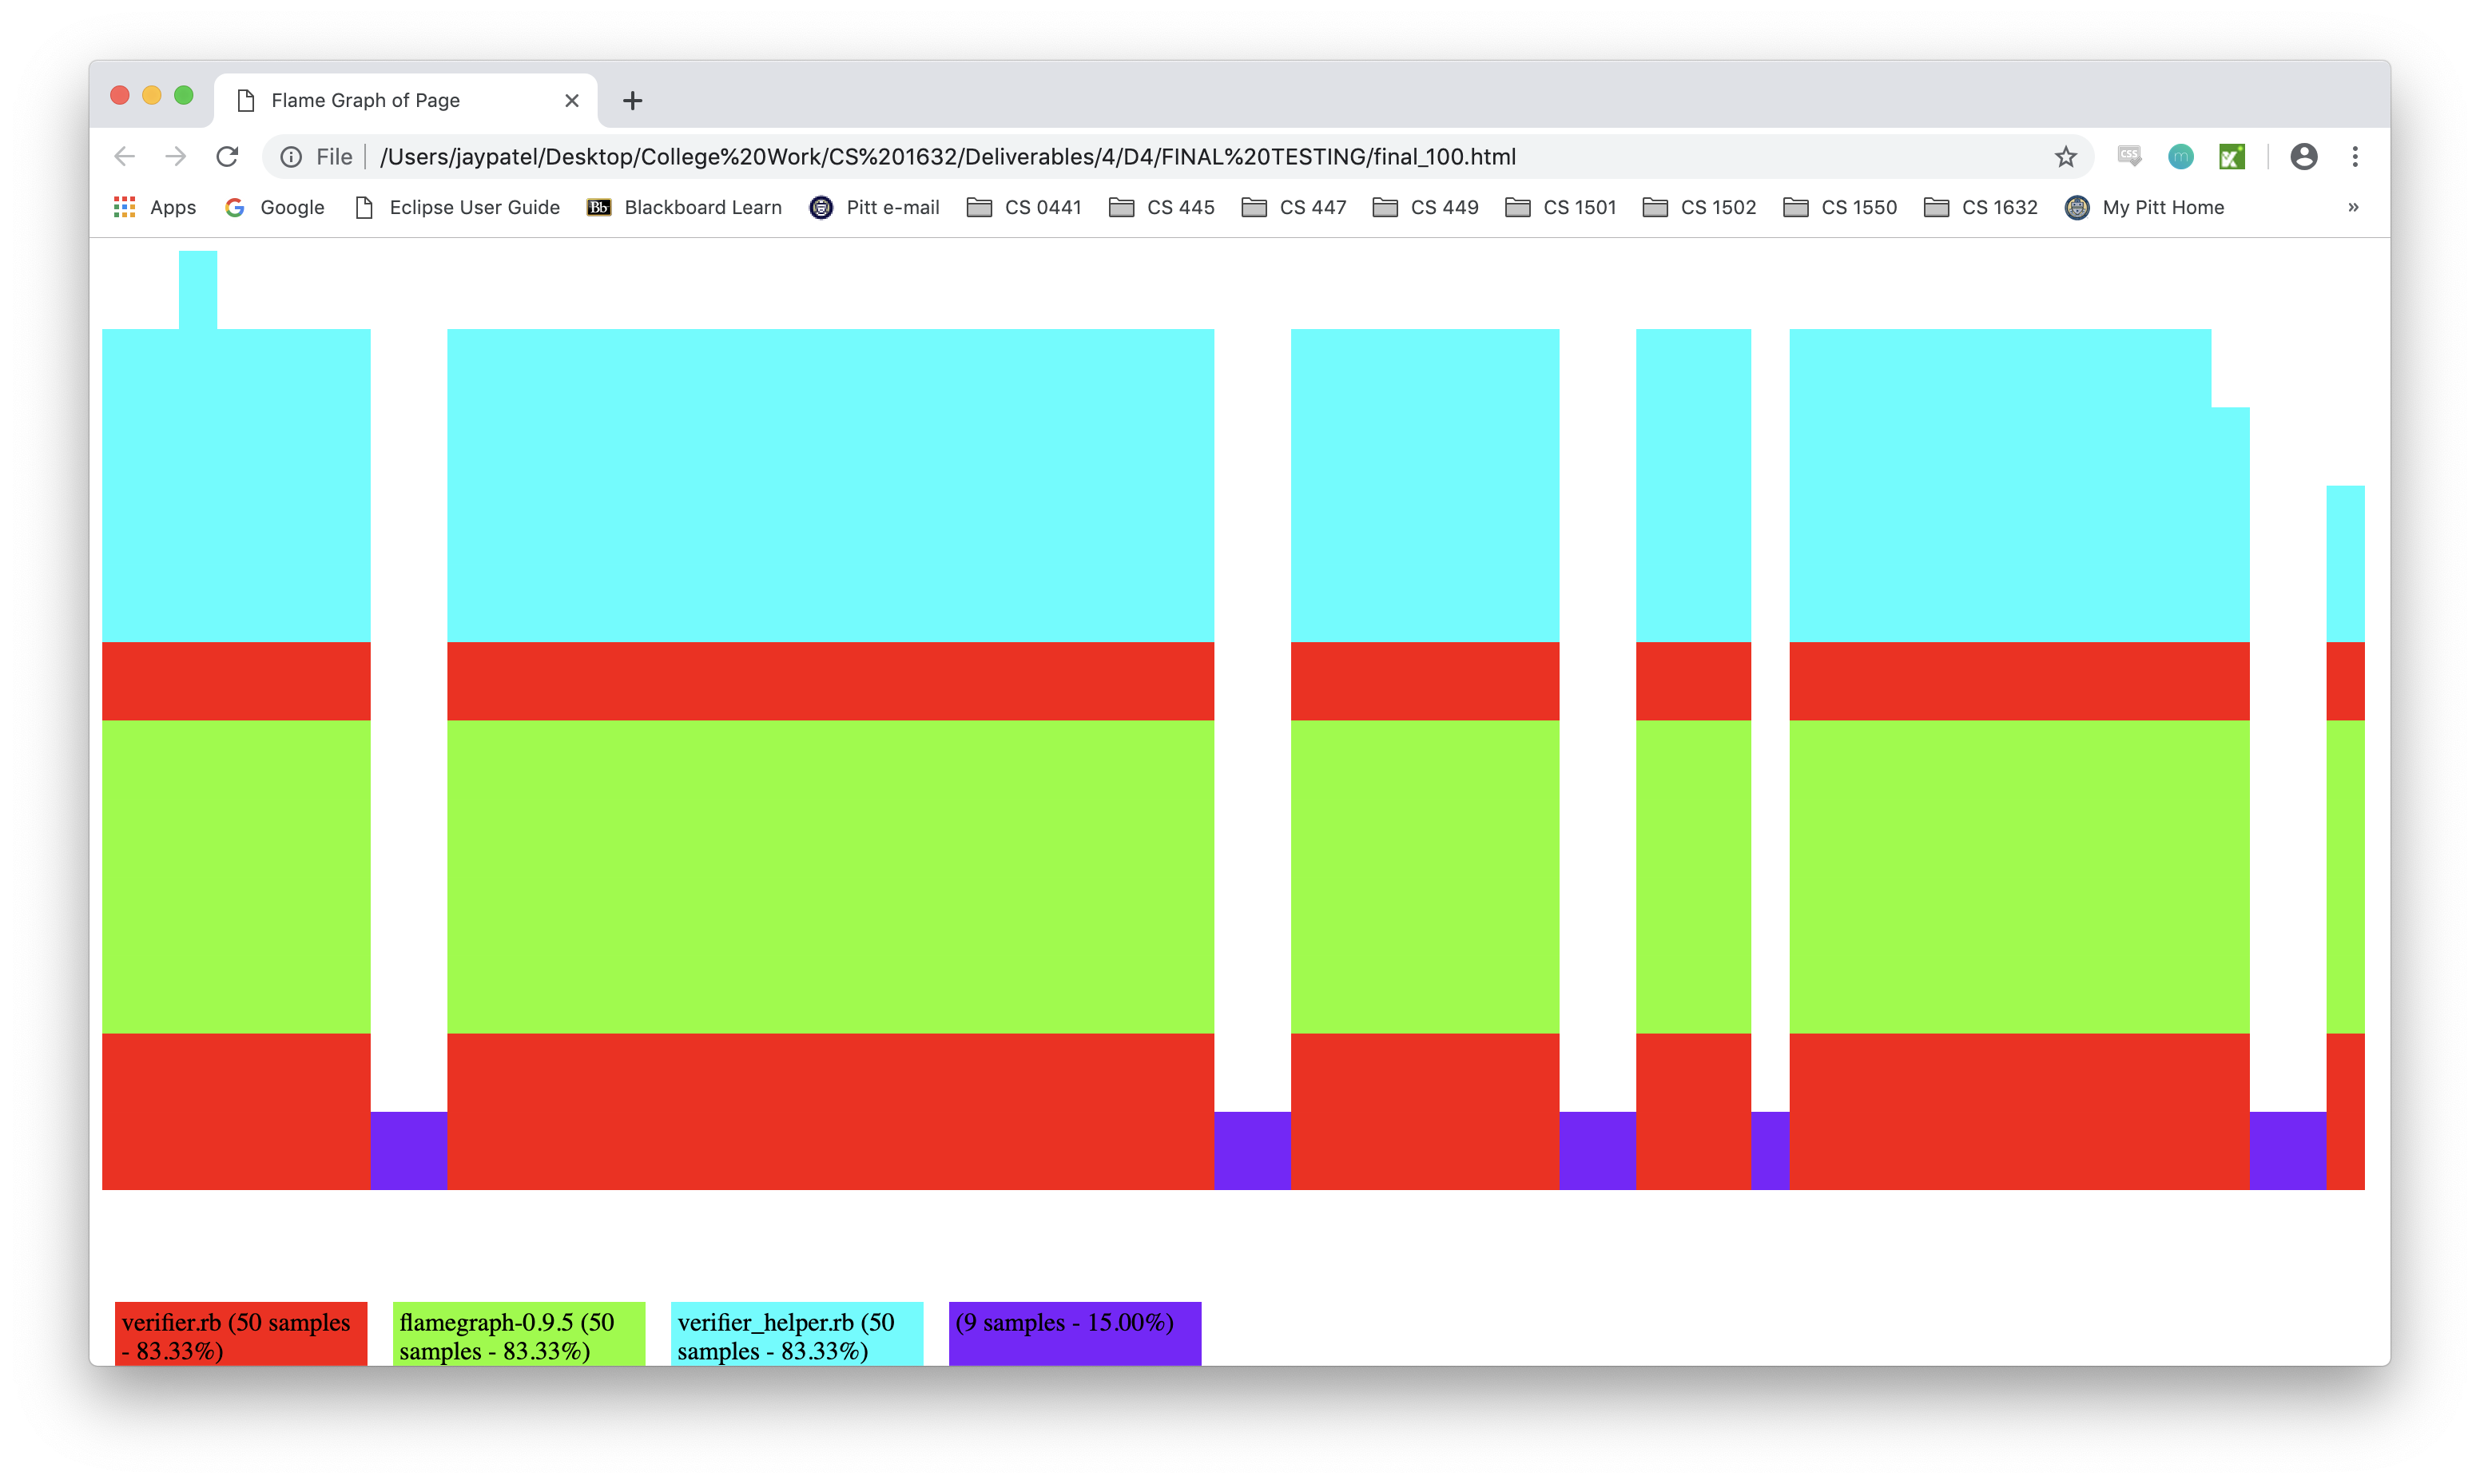 Flame Graph of Page
File /Users/jaypatel/Desktop/College%20Work/CS%201632/Deliverables/4/D4/FINAL%20TESTING/final_100.html
CSS m
Apps Google Eclipse User Guide Bb Blackboard Learn Pitt e-mail CS 0441 CS 445 CS 447 CS 449 CS 1501 CS 1502 CS 1550 CS 1632 My Pitt Home »
verifier.rb (50 samples
- 83.33%)
flamegraph-0.9.5 (50
samples - 83.33%)
verifier_helper.rb (50
samples - 83.33%)
(9 samples - 15.00%)